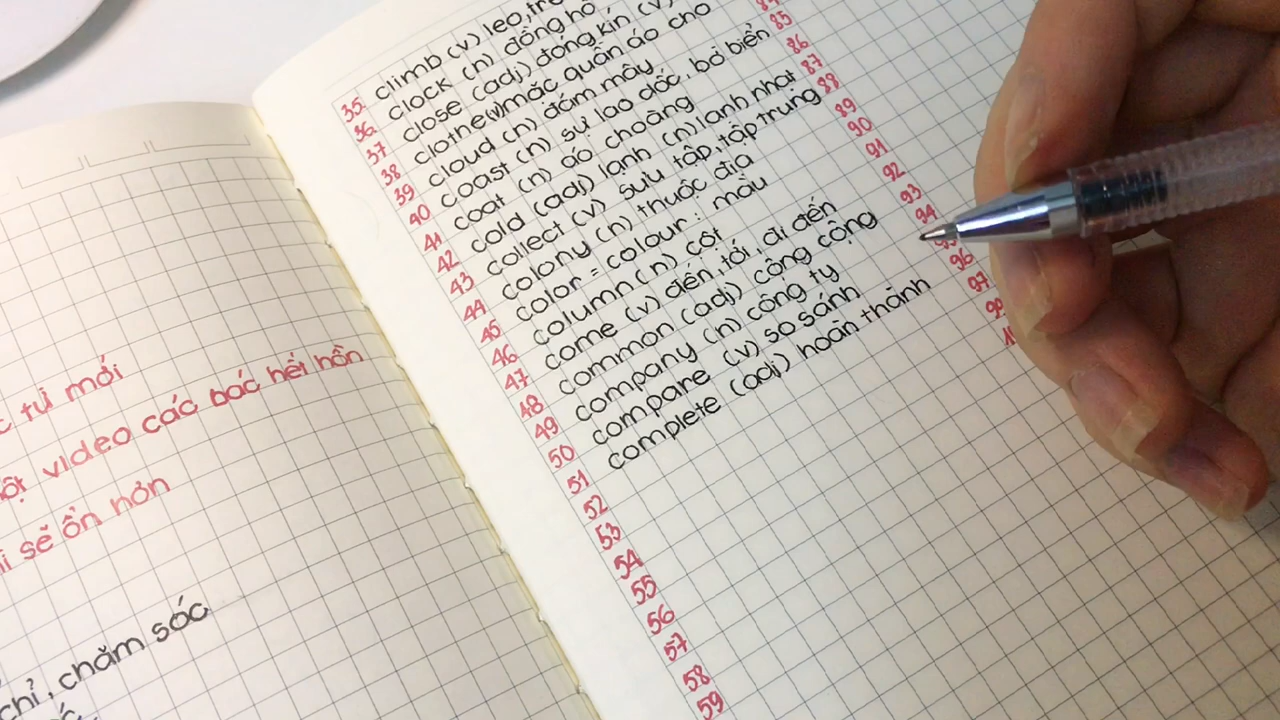 từ mới
video các bác hết hồn
sẽ ổn hơn
chỉ, chăm sóc
35. climb (v) leo,
36. clock (n) đồng hồ
37 close (adj) đóng kín (v)
38 clothe(v) mặc quần áo cho
39 cloud (n) đám mây
40 coast (n) sự lao dốc, bờ biển
41 coat (n) áo choàng
42 cold (adj) lạnh (n) lạnh nhạt
43 collect (v) sưu tập, tập trung
44 colony (n) thuộc địa
45 color = colour : màu
46 column (n) cột
47 come (v) đến, tới, đi đến
48 common (adj) công cộng
49 company (n) công ty
50 compare (v) so sánh
51 complete (adj) hoàn thành
52
53
54
55
56
57
58
59
85
86
87
88
89
90
91
92
93
94
95
96
97